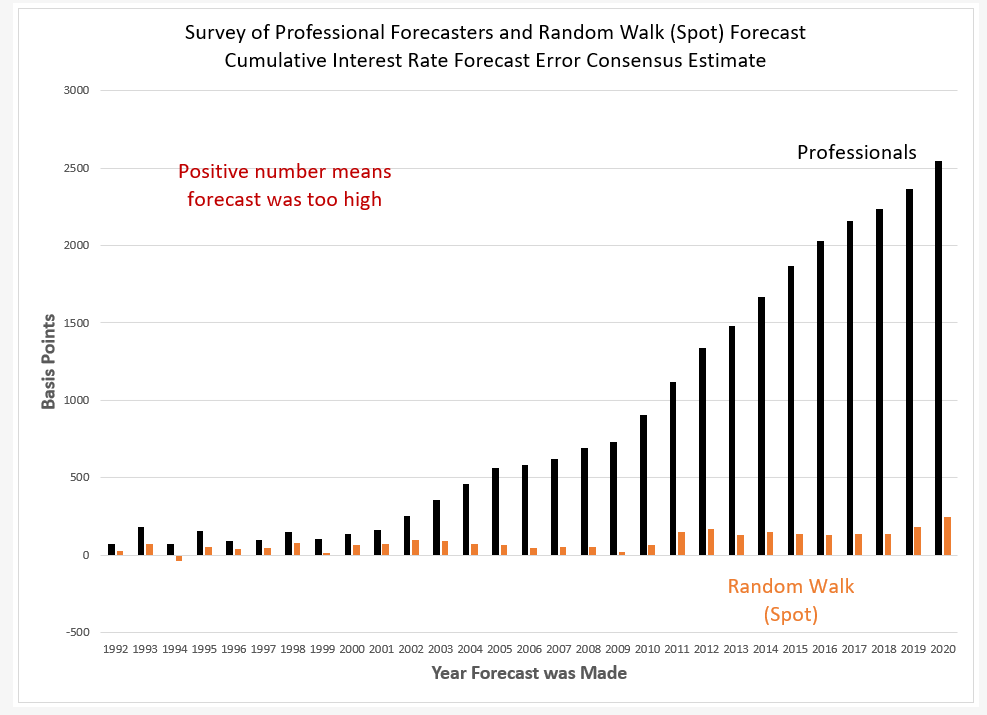 Survey of Professional Forecasters and Random Walk (Spot) Forecast
Cumulative Interest Rate Forecast Error Consensus Estimate
3000
Professionals
Positive number means
forecast was too high
2500
2000
1500
Basis Points
1000
500
0
Random Walk
(Spot)
-500
1992 1993 1994 1995 1996 1997 1998 1999 2000 2001 2002 2003 2004 2005 2006 2007 2008 2009 2010 2011 2012 2013 2014 2015 2016 2017 2018 2019 2020
Year Forecast was Made